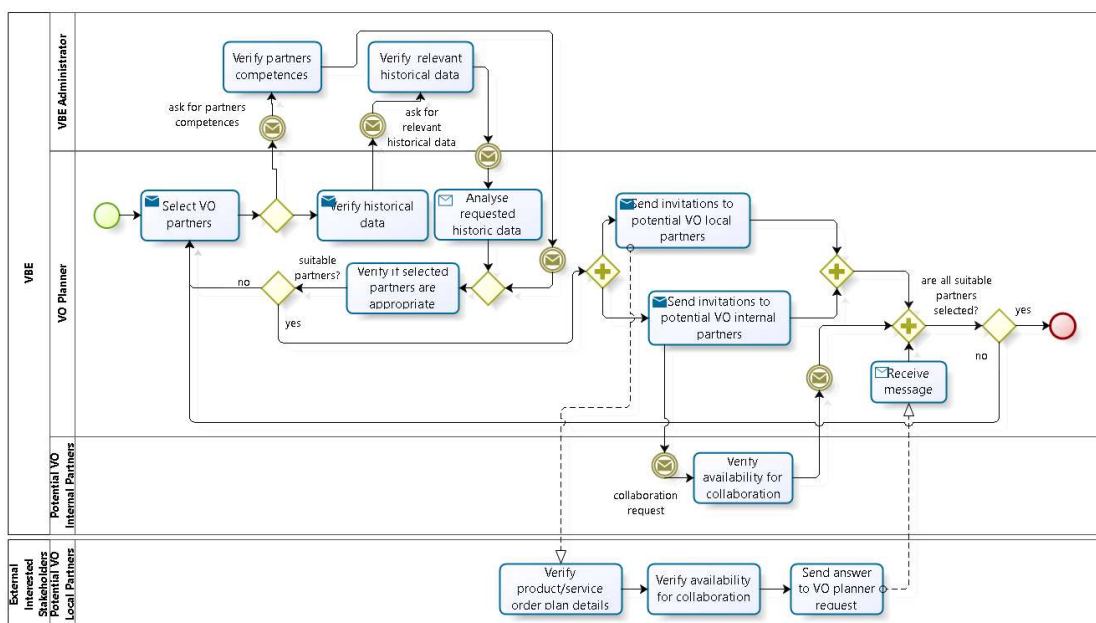 VBE
VBE Administrator
Verify partners
competences
Verify relevant
historical data
ask for partners
competences
ask for
relevant
historical data
VO Planner
Select VO
partners
Verify historical
data
Analyse
requested
historic data
suitable
partners?
Verify if selected
partners are
appropriate
no
yes
Send invitations to
potential VO local
partners
Send invitations to
potential VO internal
partners
are all suitable
partners
selected?
yes
no
Receive
message
Potential VO
Internal Partners
collaboration
request
Verify
availability for
collaboration
External
Interested
Stakeholders
Potential VO
Local Partners
Verify
product/service
order plan details
Verify availability
for collaboration
Send answer
to VO planner
request